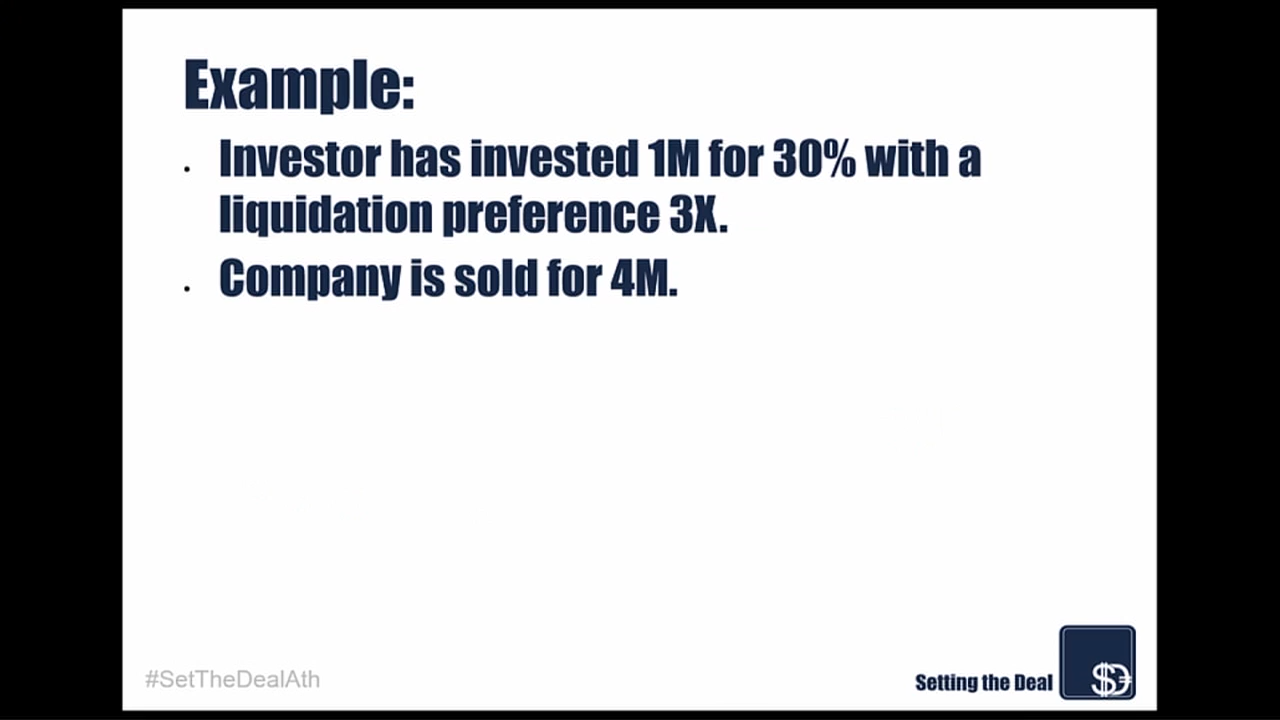 Example:
. Investor has invested 1M for 30% with a
liquidation preference 3X.
. Company is sold for 4M.
#SetTheDealAth
Setting the Deal